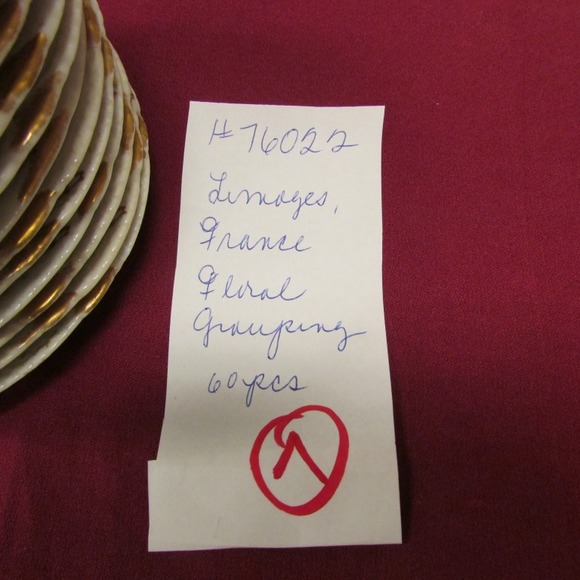 #76022
Limoges,
France
Floral
Grouping
60 pcs